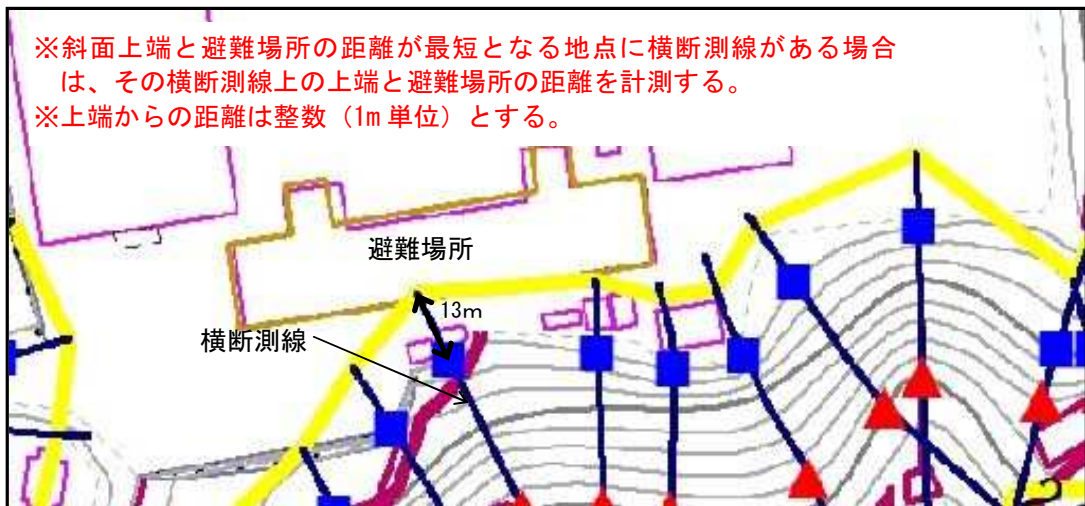 ※斜面上端と避難場所の距離が最短となる地点に横断測線がある場合
は、その横断測線上の上端と避難場所の距離を計測する。
※上端からの距離は整数（1m 単位）とする。
避難場所
13m
横断測線
2